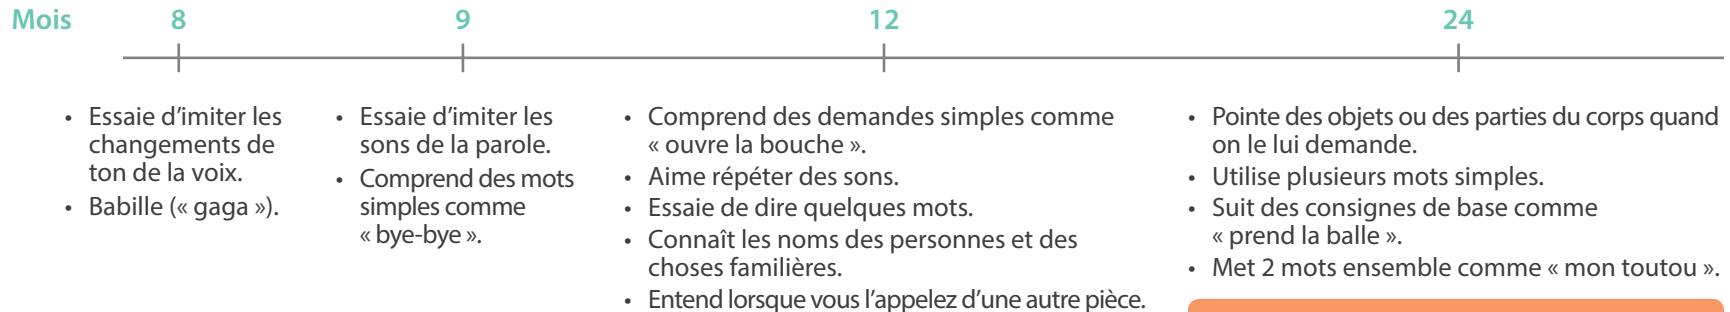 Mois 8 9 12 24
• Essaie d'imiter les
changements de
ton de la voix.
• Babille (« gaga »).
• Essaie d'imiter les
sons de la parole.
• Comprend des mots
simples comme
« bye-bye ».
• Comprend des demandes simples comme
« ouvre la bouche ».
• Aime répéter des sons.
• Essaie de dire quelques mots.
• Connaît les noms des personnes et des
choses familières.
• Entend lorsque vous l'appelez d'une autre pièce.
• Pointe des objets ou des parties du corps quand
on le lui demande.
• Utilise plusieurs mots simples.
• Suit des consignes de base comme
« prend la balle ».
• Met 2 mots ensemble comme « mon toutou ».